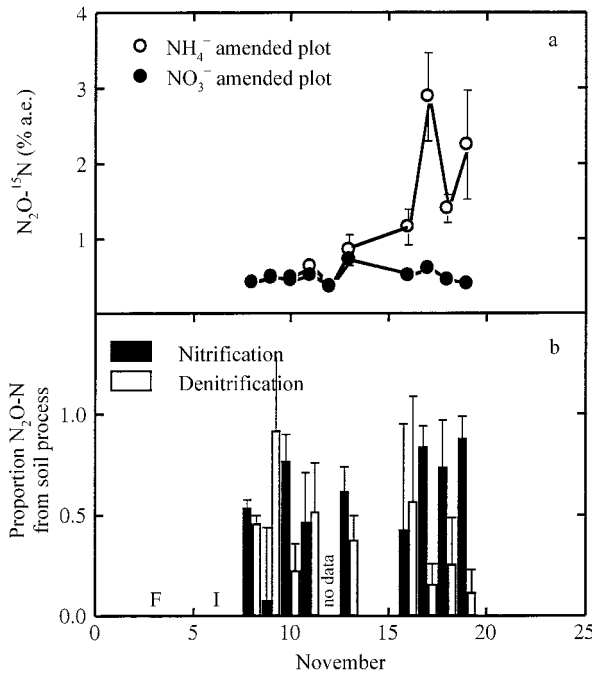 4
a
NH₄⁻ amended plot
NO₃⁻ amended plot
3
2
1
N₂O-¹⁵N (% a.e.)
b
Nitrification
Denitrification
1.0
0.5
0.0
Proportion N₂O-N
from soil process
F
I
no data
0
5
10
15
20
25
November